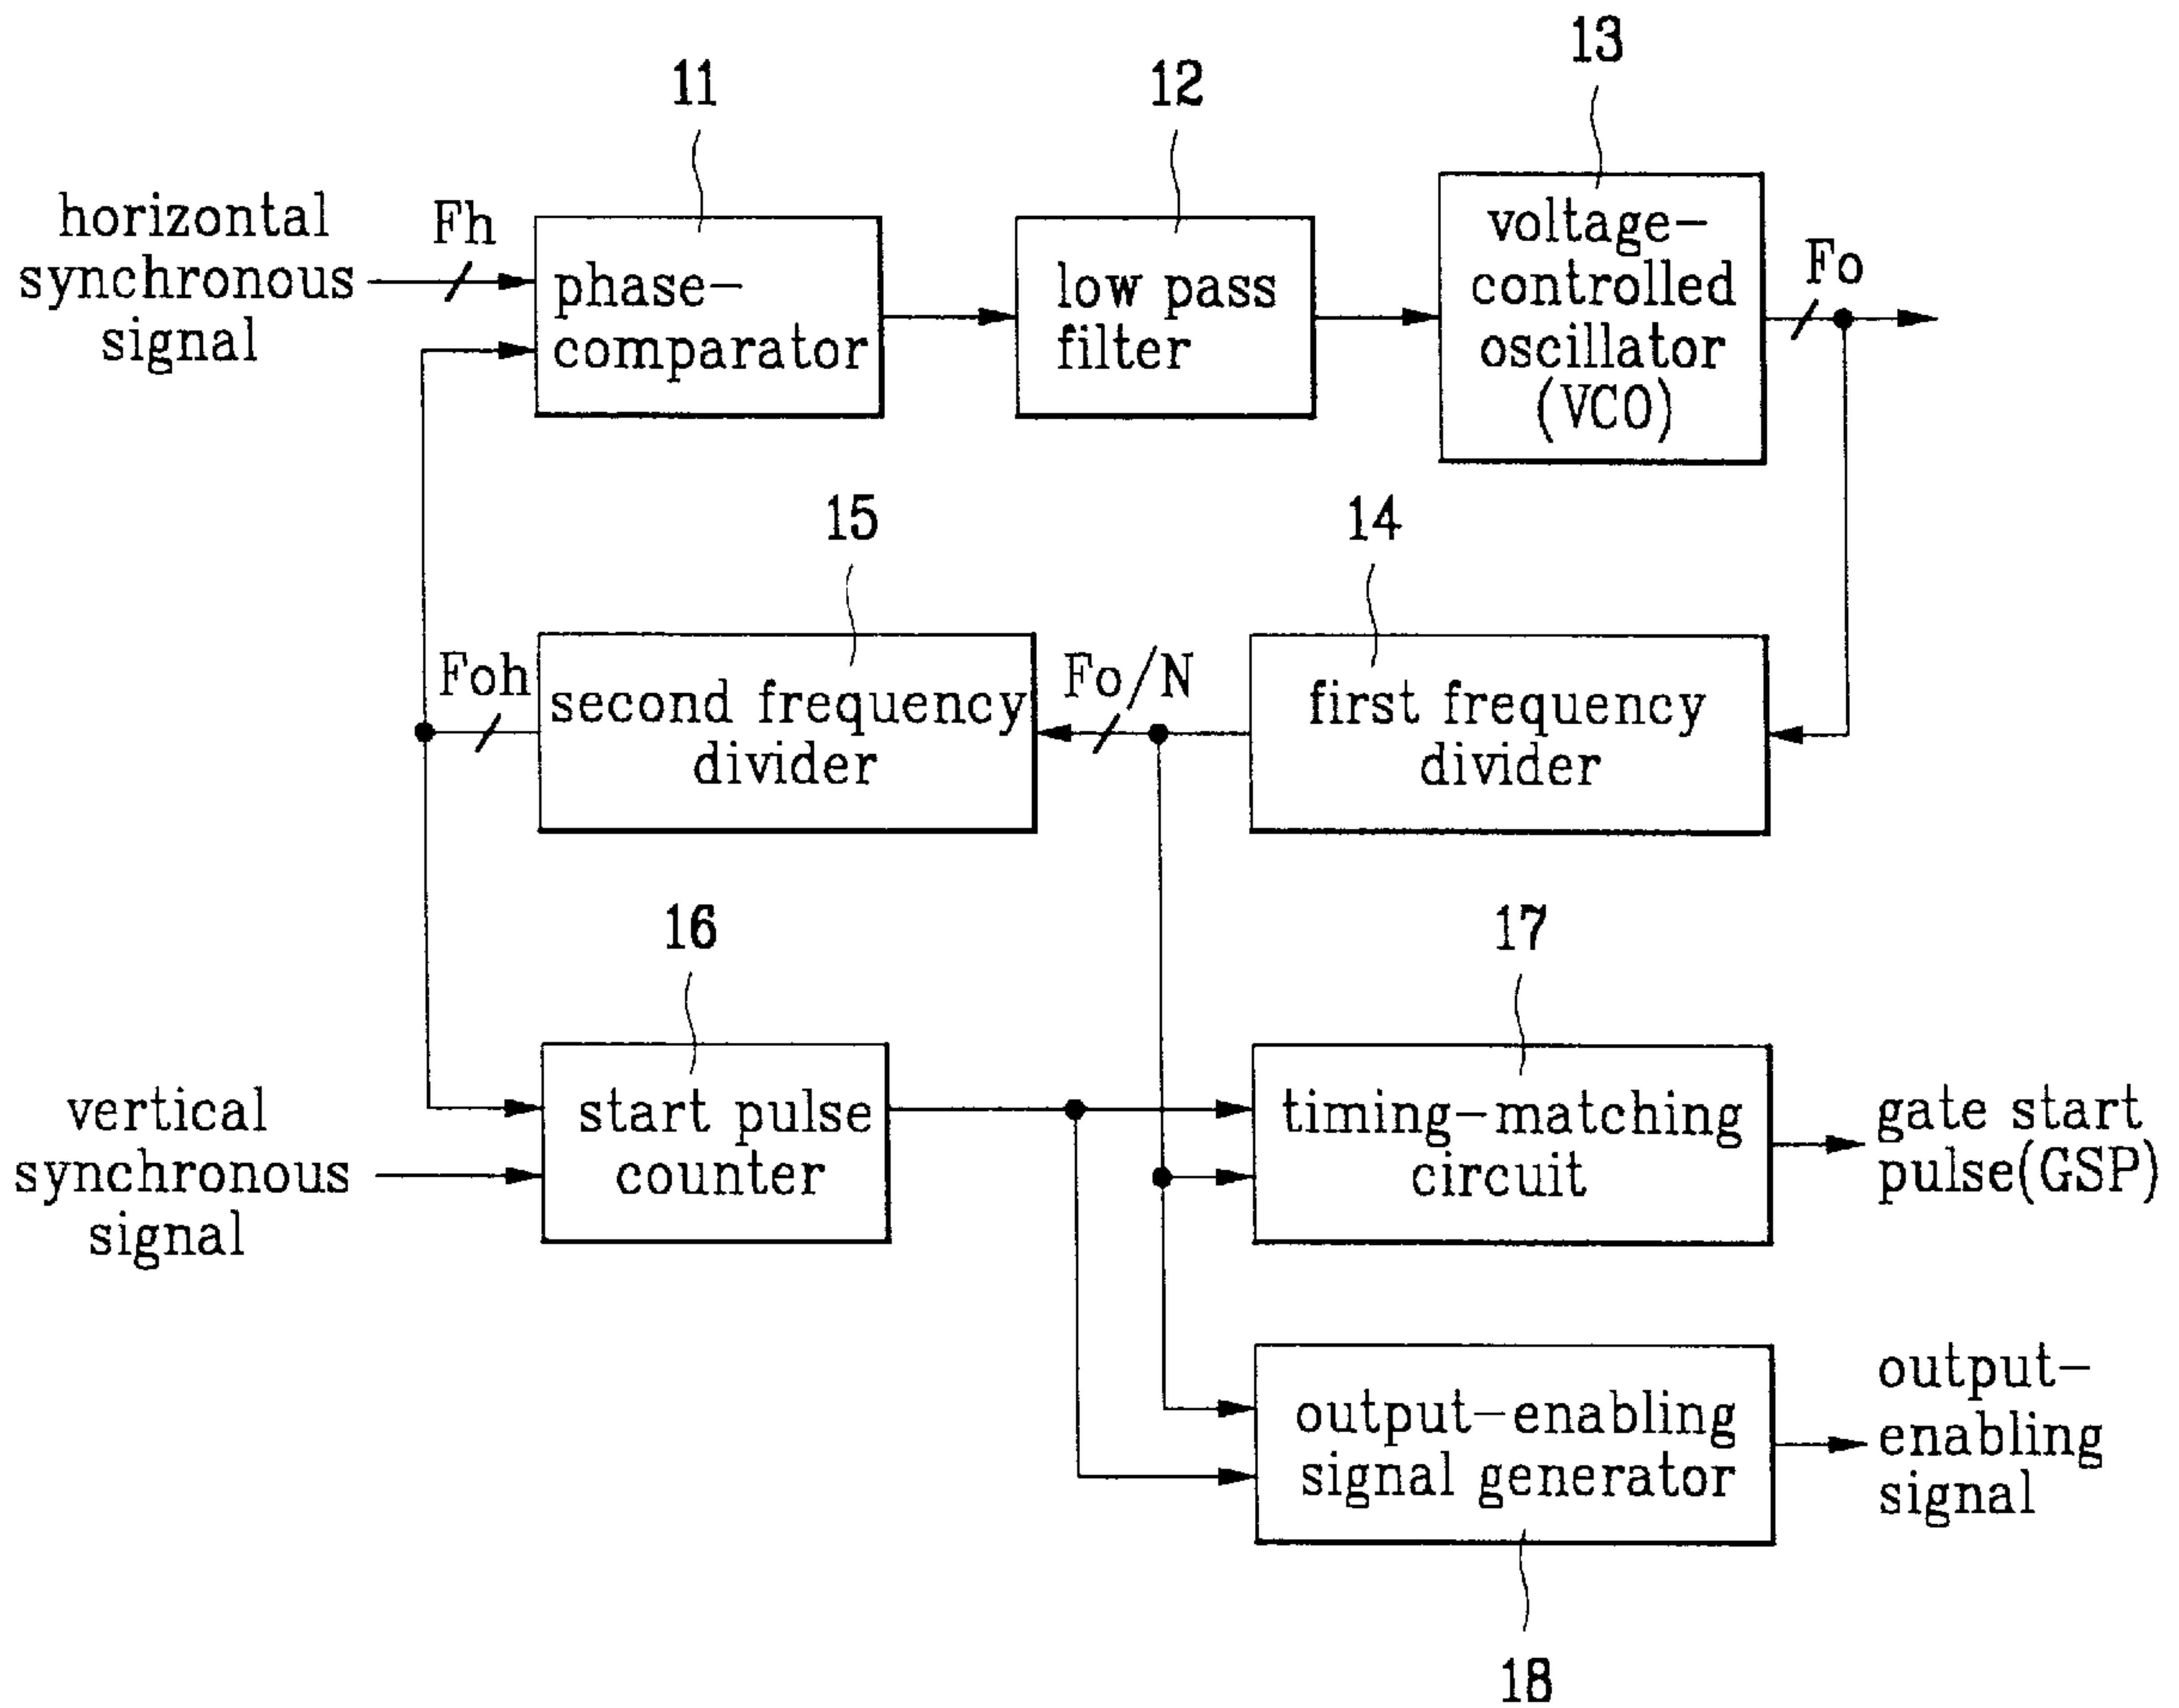 13
11
12
horizontal
synchronous
signal
Fh
phase-
comparator
low pass
filter
voltage-
controlled
oscillator
(VCO)
Fo
15
14
Foh
second frequency
divider
Fo/N
first frequency
divider
16
17
vertical
synchronous
signal
start pulse
counter
timing-matching
circuit
gate start
pulse(GSP)
output-enabling
signal generator
output-
enabling
signal
18